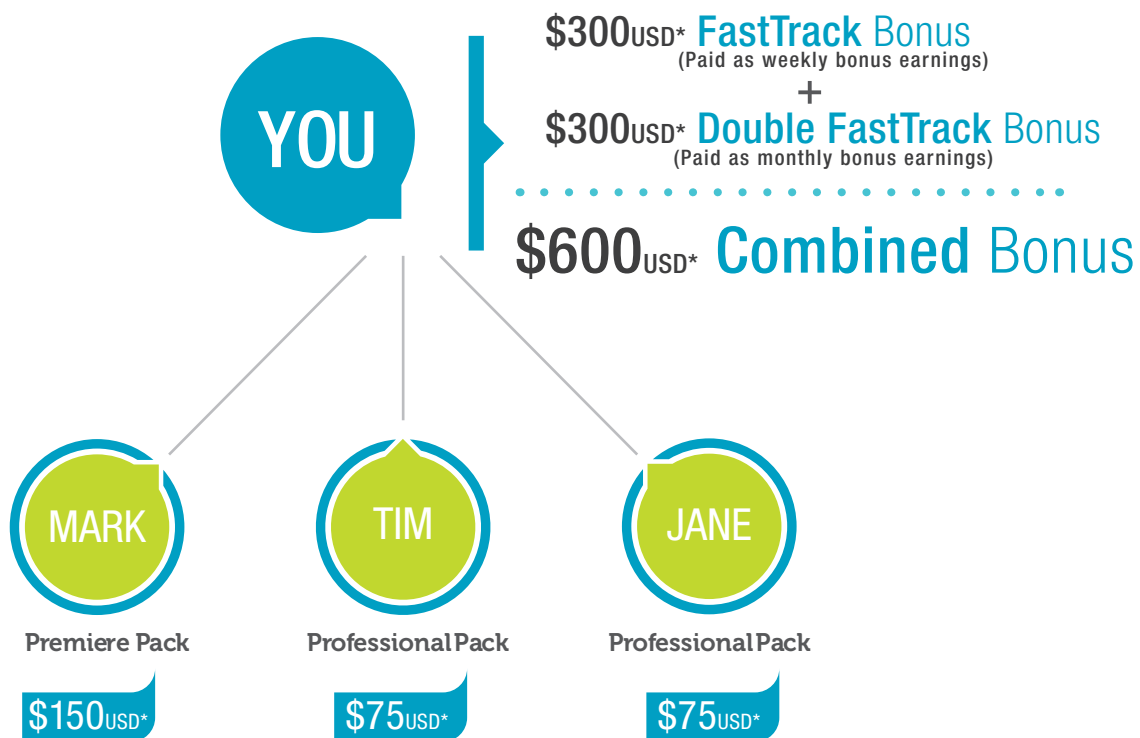 YOU
$300USD* FastTrack Bonus
(Paid as weekly bonus earnings)
+
$300USD* Double FastTrack Bonus
(Paid as monthly bonus earnings)
$600USD* Combined Bonus
MARK
TIM
JANE
Premiere Pack
Professional Pack
Professional Pack
$150USD*
$75USD*
$75USD*